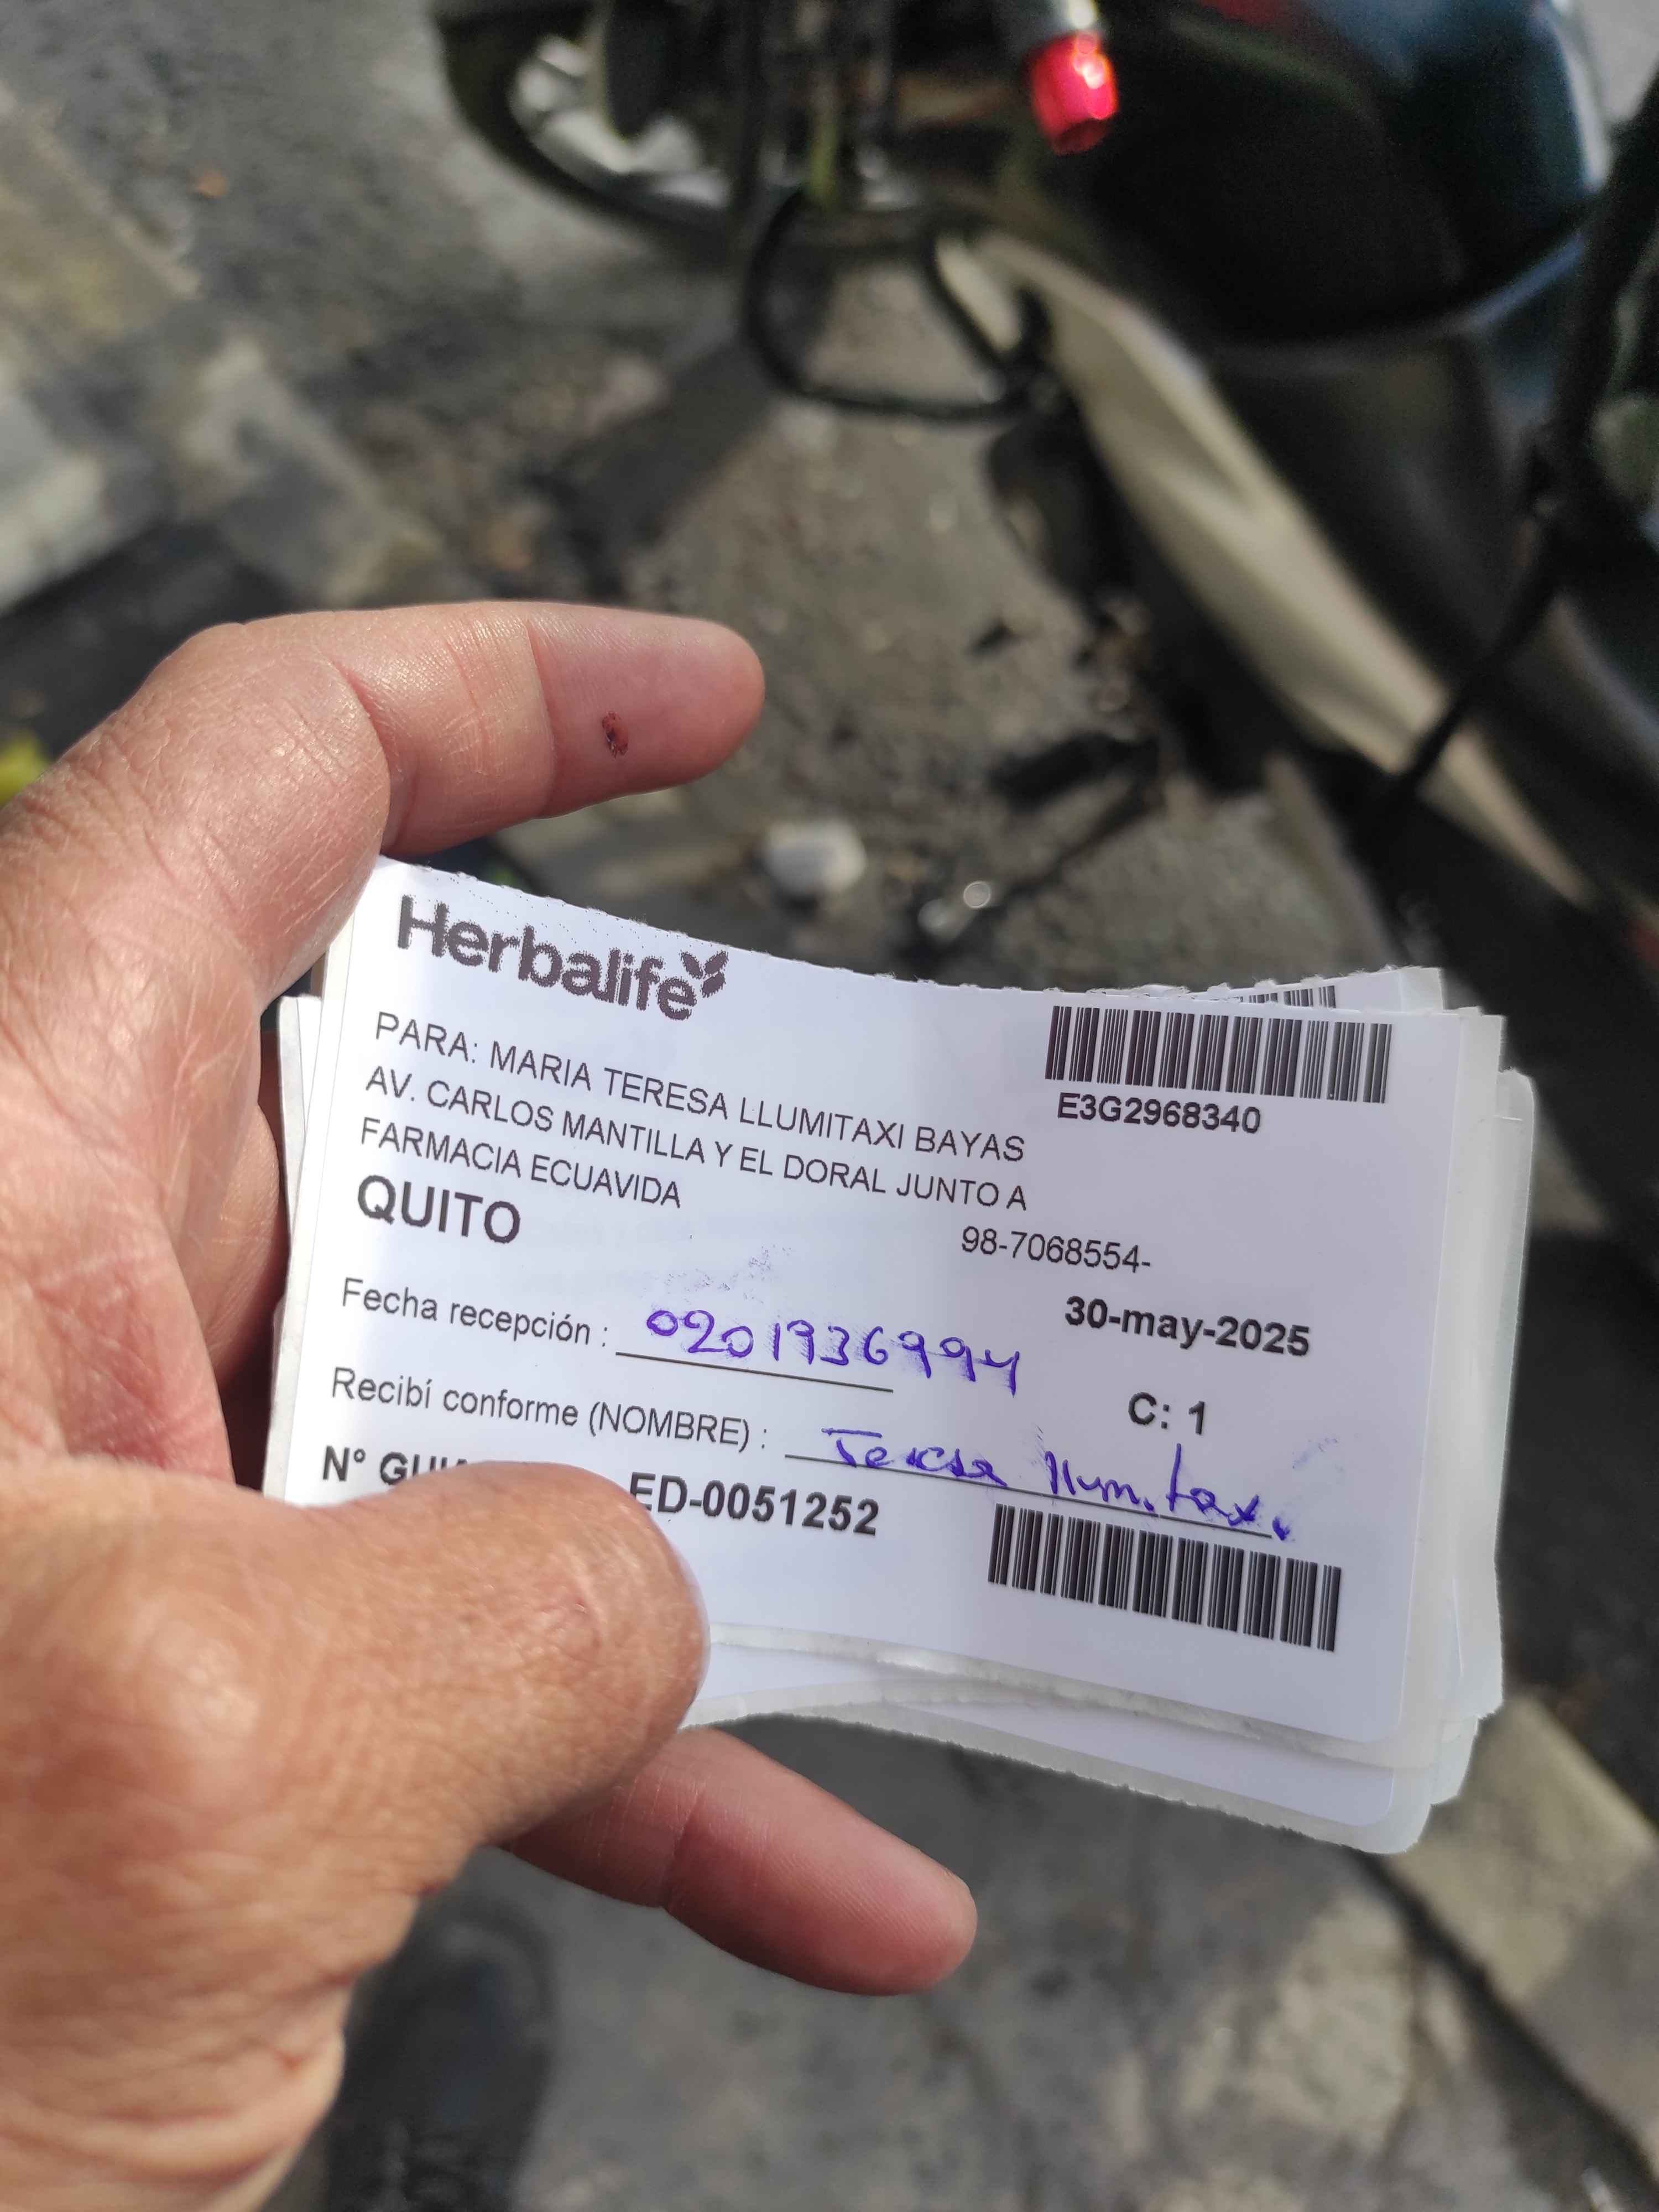 Herbalife
E3G2968340
PARA: MARIA TERESA LLUMITAXI BAYAS
AV. CARLOS MANTILLA Y EL DORAL JUNTO A
FARMACIA ECUAVIDA
QUITO
98-7068554-
30-may-2025
Fecha recepción : 0201936994
C: 1
Recibí conforme (NOMBRE) : Teresa llumitaxi
N° ED-0051252